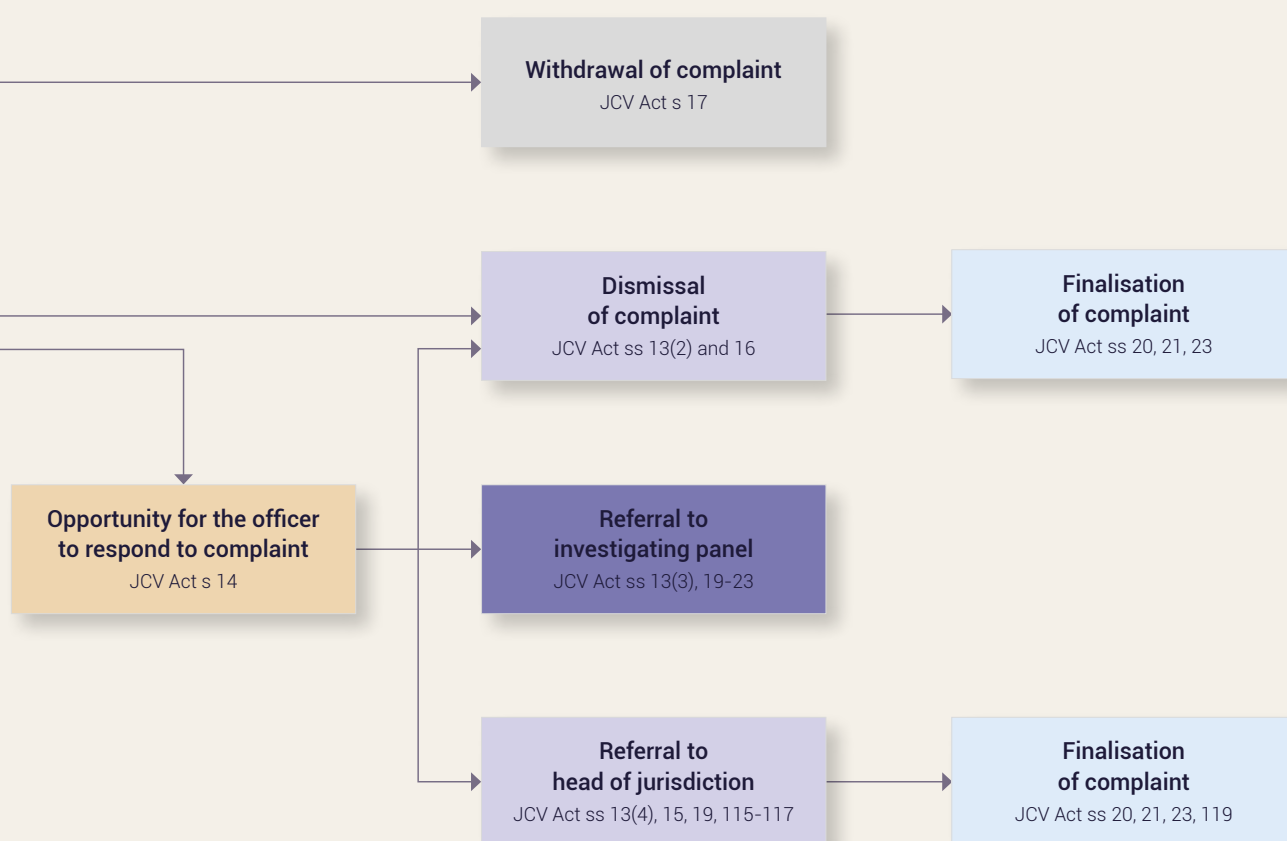 Withdrawal of complaint
JCV Act s 17
Dismissal
of complaint
JCV Act ss 13(2) and 16
Finalisation
of complaint
JCV Act ss 20, 21, 23
Opportunity for the officer
to respond to complaint
JCV Act s 14
Referral to
investigating panel
JCV Act ss 13(3), 19-23
Referral to
head of jurisdiction
JCV Act ss 13(4), 15, 19, 115-117
Finalisation
of complaint
JCV Act ss 20, 21, 23, 119